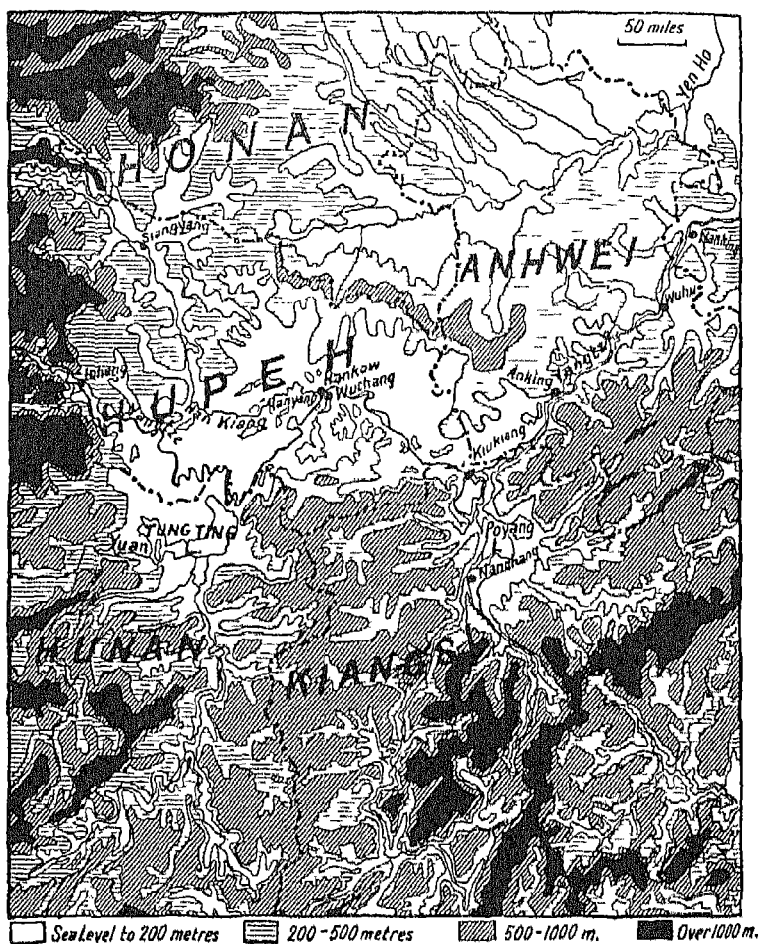 50 miles
Yen Ho
HONAN
Siangyang
ANHWEI
Nanking
Wuhu
Ichang
HUPEH
Hankow
Hanyang
Wuchang
Han Kiang
Yangtze
Anking
Kiukiang
TUNG TING
Yuan
Poyang
Nanchang
HUNAN
KIANGSI
Sea Level to 200 metres
200-500 metres
500-1000 m.
Over 1000 m.